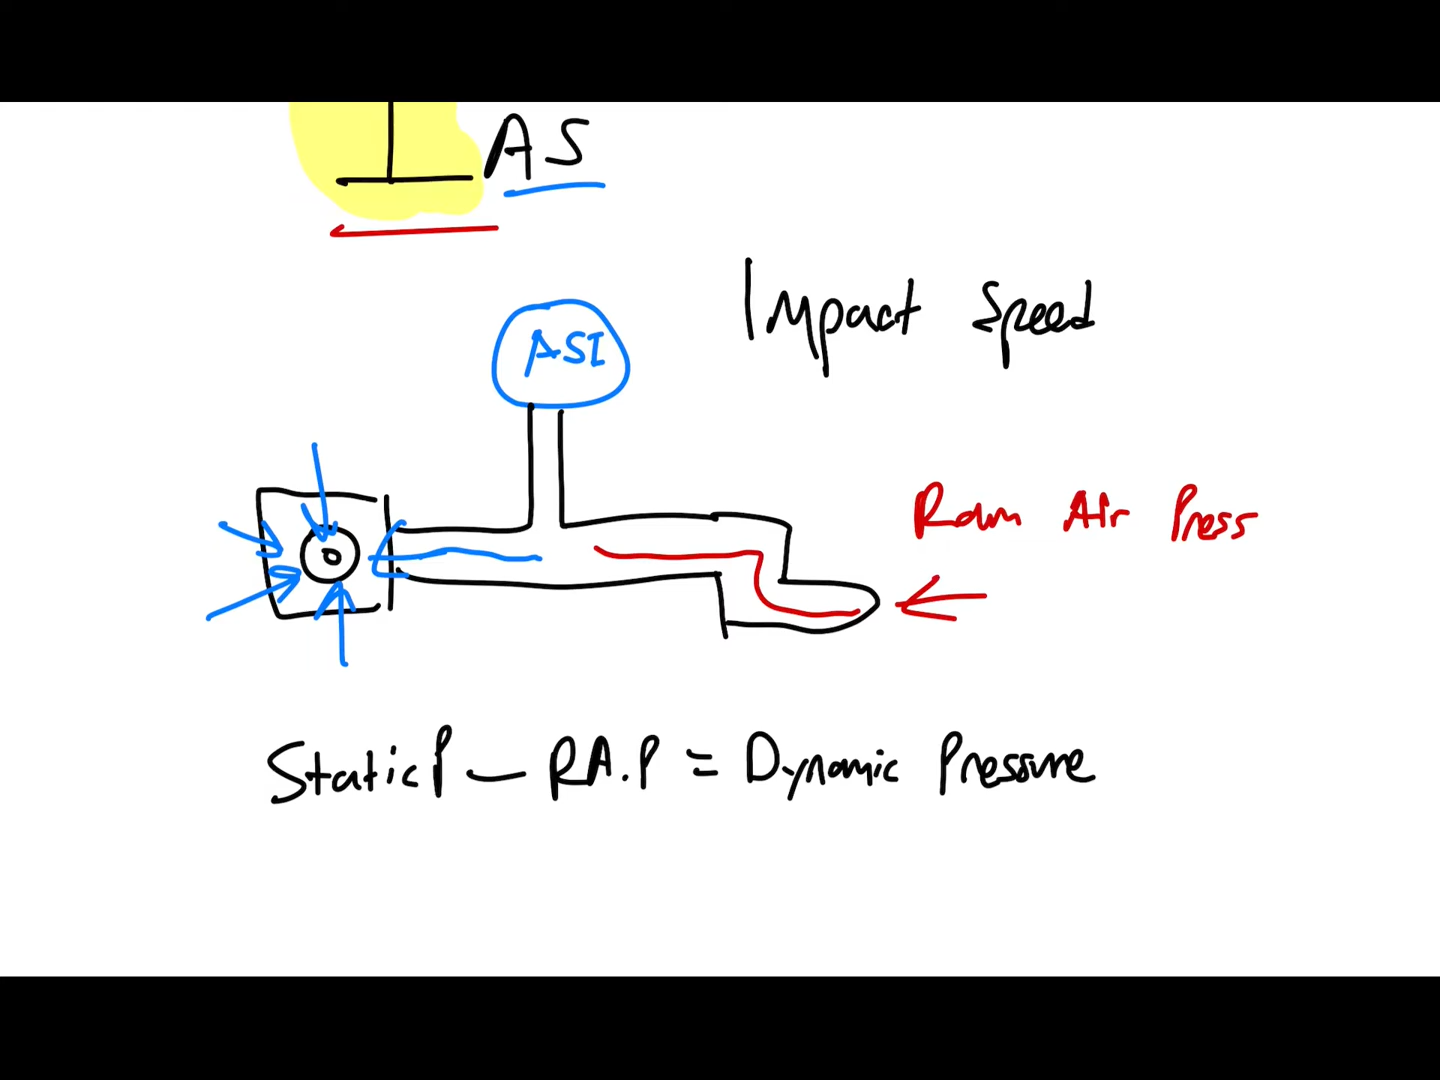 IAS
Impact Speed
ASI
Ram Air Press
Static P — RA.P = Dynamic Pressure